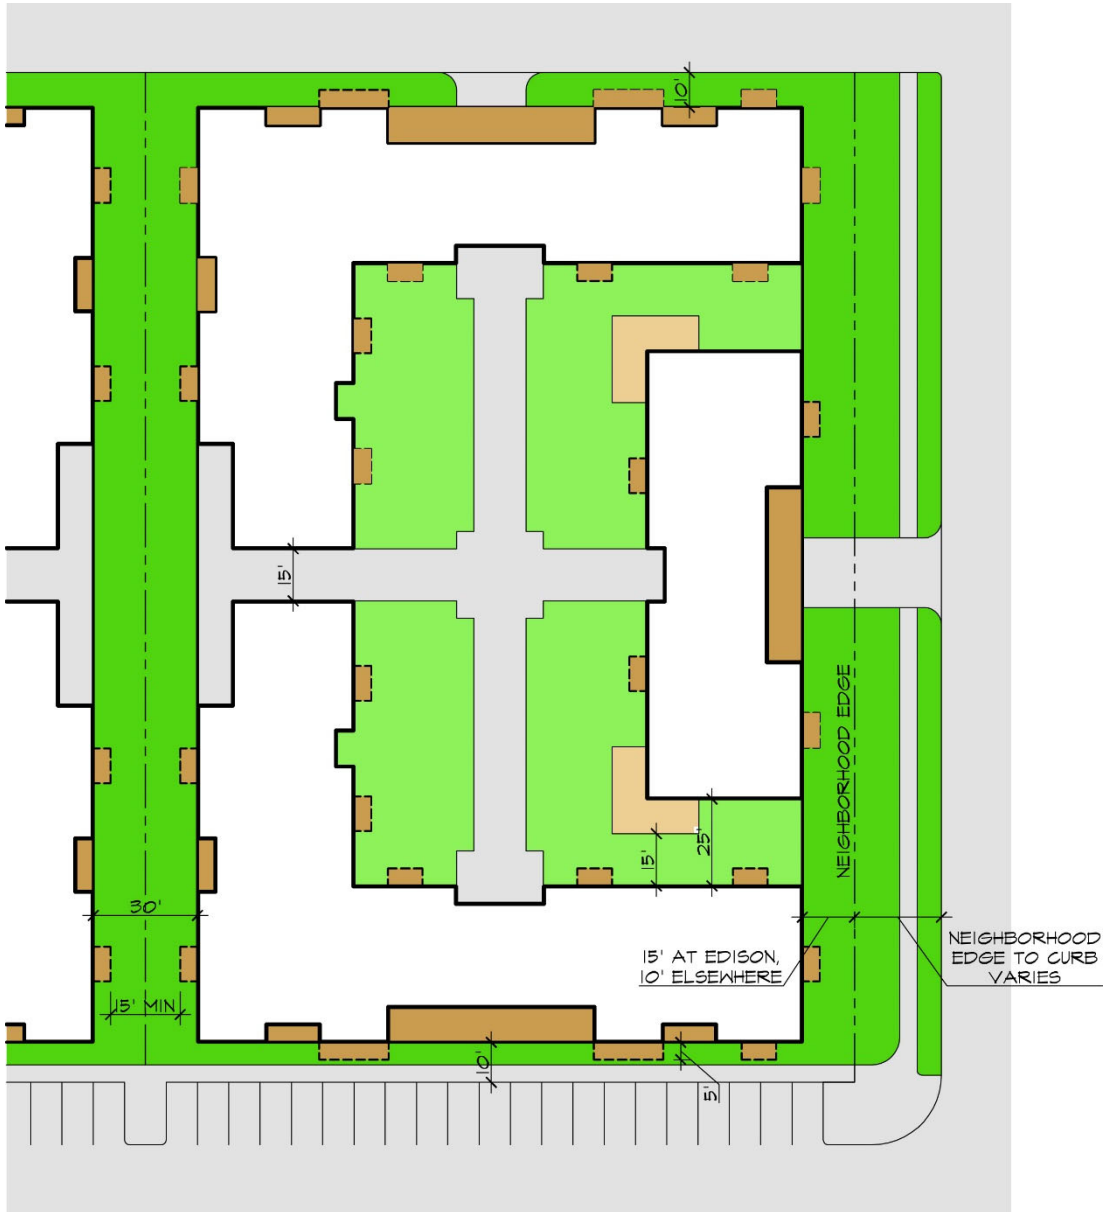 10'
15'
NEIGHBORHOOD EDGE
15'
25'
30'
15' AT EDISON,
10' ELSEWHERE
NEIGHBORHOOD
EDGE TO CURB
VARIES
15' MIN
10'
5'